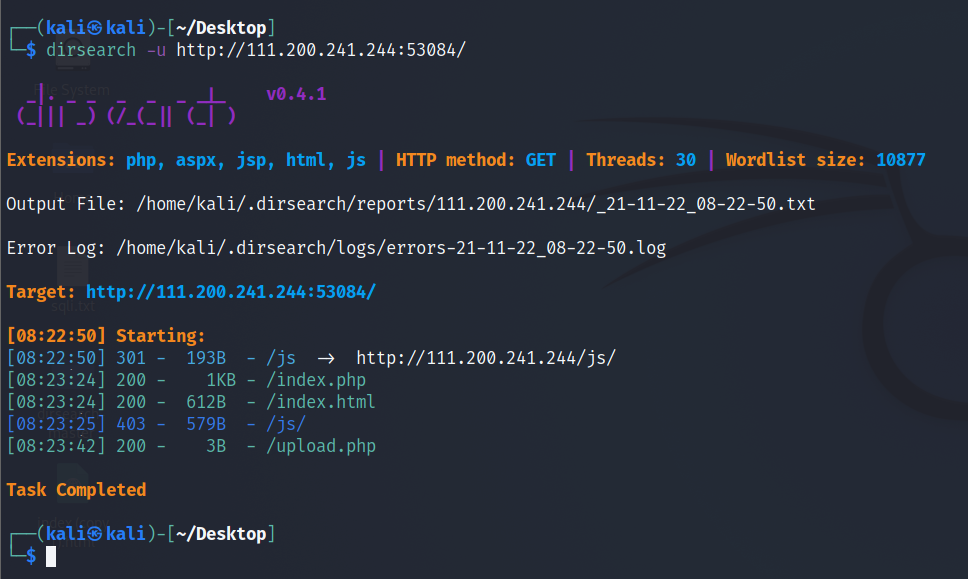 ┌──(kali㉿kali)-[~/Desktop]
└─$ dirsearch -u http://111.200.241.244:53084/
  _|. _ _  _  _  _ _|_    v0.4.1
 (_||| _) (/_(_|| (_| )
Extensions: php, aspx, jsp, html, js | HTTP method: GET | Threads: 30 | Wordlist size: 10877
Output File: /home/kali/.dirsearch/reports/111.200.241.244/_21-11-22_08-22-50.txt
Error Log: /home/kali/.dirsearch/logs/errors-21-11-22_08-22-50.log
Target: http://111.200.241.244:53084/
[08:22:50] Starting:
[08:22:50] 301 -  193B  - /js  ->  http://111.200.241.244/js/
[08:23:24] 200 -    1KB - /index.php
[08:23:24] 200 -  612B  - /index.html
[08:23:25] 403 -  579B  - /js/
[08:23:42] 200 -    3B  - /upload.php
Task Completed
┌──(kali㉿kali)-[~/Desktop]
└─$